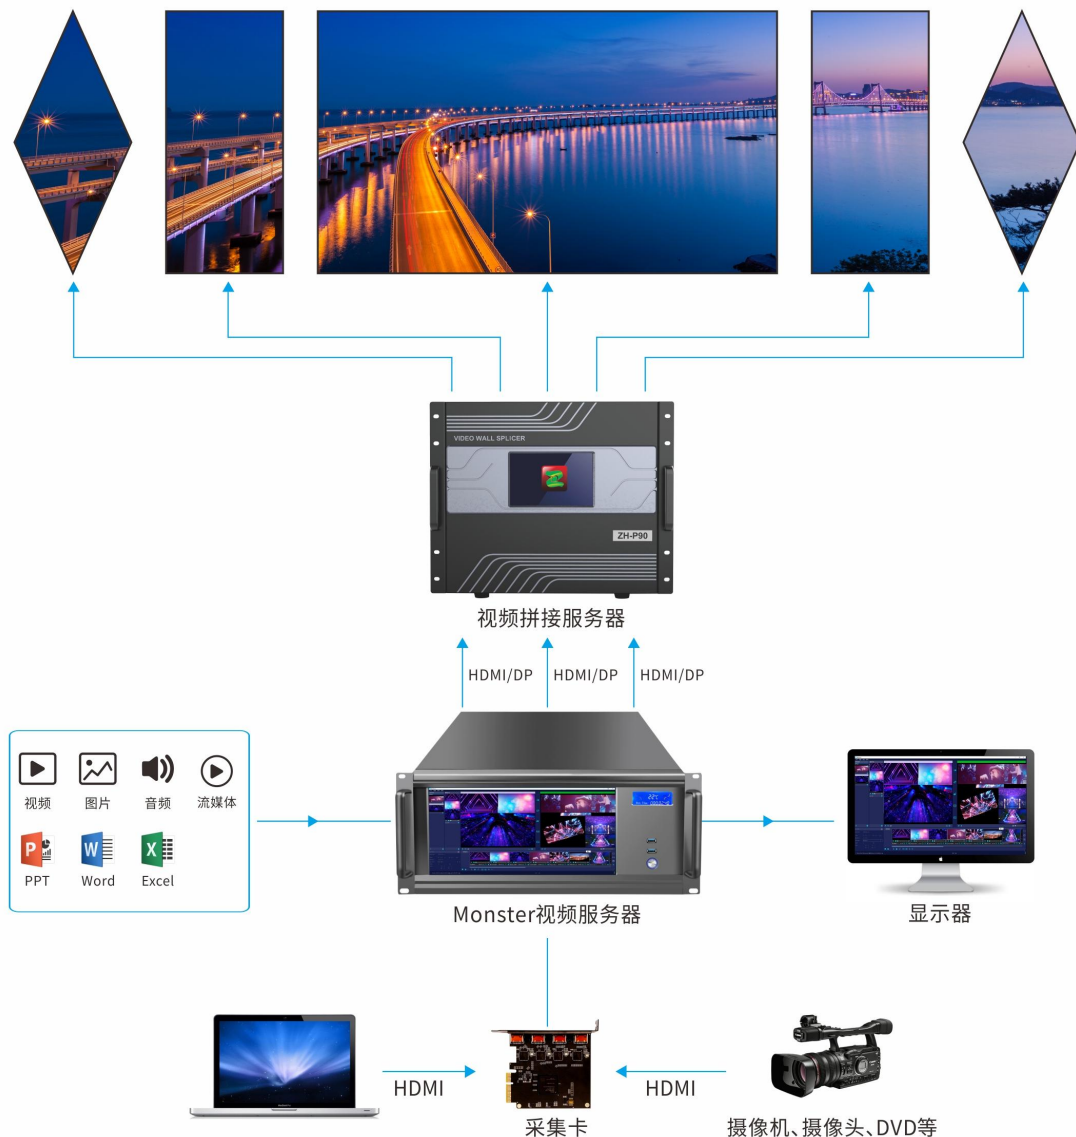 VIDEO WALL SPLICER
ZH-P90
视频拼接服务器
HDMI/DP HDMI/DP HDMI/DP
视频 图片 音频 流媒体
P W X
PPT Word Excel
Monster视频服务器
显示器
HDMI HDMI
采集卡
摄像机、摄像头、DVD等